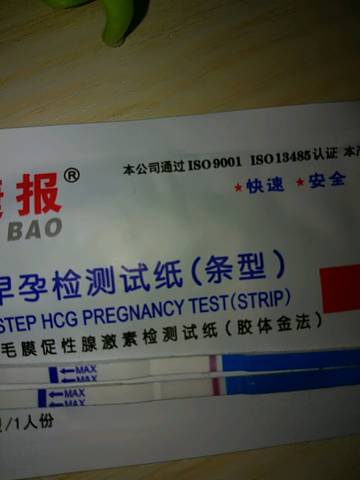 本公司通过ISO9001 ISO13485认证
★快速 ★安全
报®
BAO
早孕检测试纸(条型)
STEP HCG PREGNANCY TEST(STRIP)
毛膜促性腺激素检测试纸(胶体金法)
←MAX
←MAX
←MAX
←MAX
/1人份